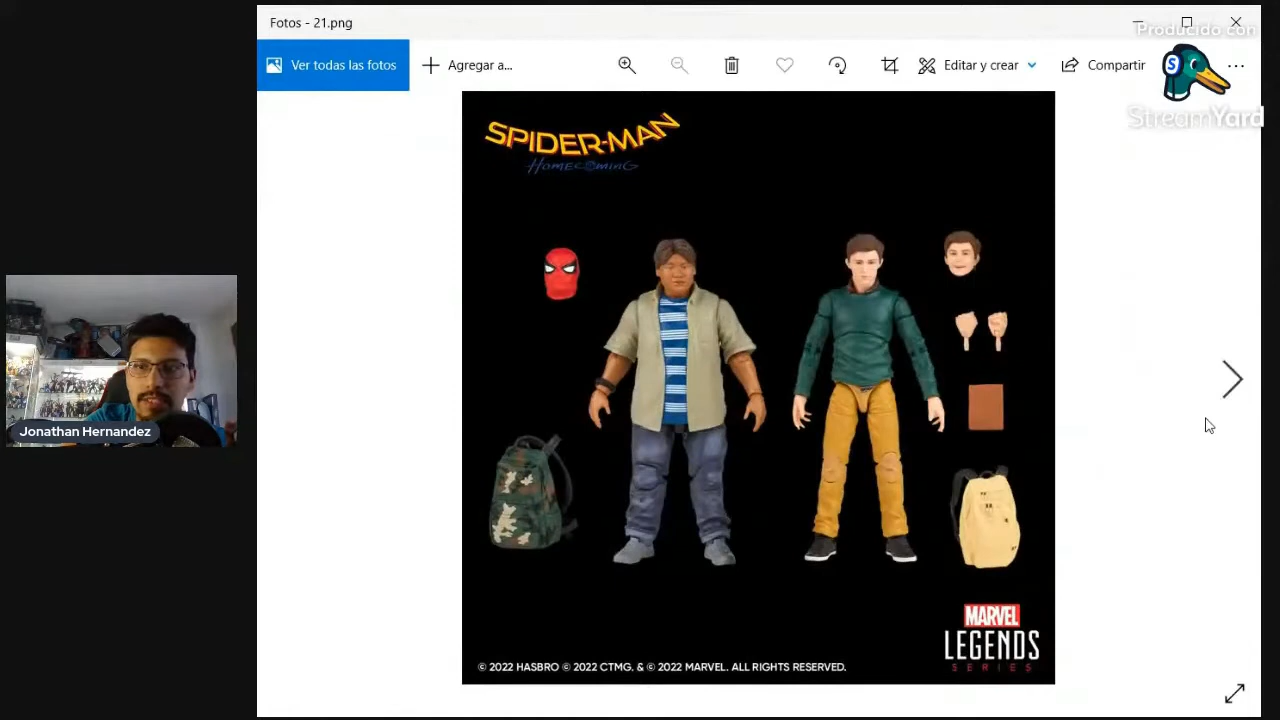 Fotos - 21.png
Producido con
Ver todas las fotos
Agregar a...
Editar y crear
Compartir
StreamYard
SPIDER-MAN
HOMECOMING
Jonathan Hernandez
MARVEL
LEGENDS
SERIES
© 2022 HASBRO © 2022 CTMG. & © 2022 MARVEL. ALL RIGHTS RESERVED.